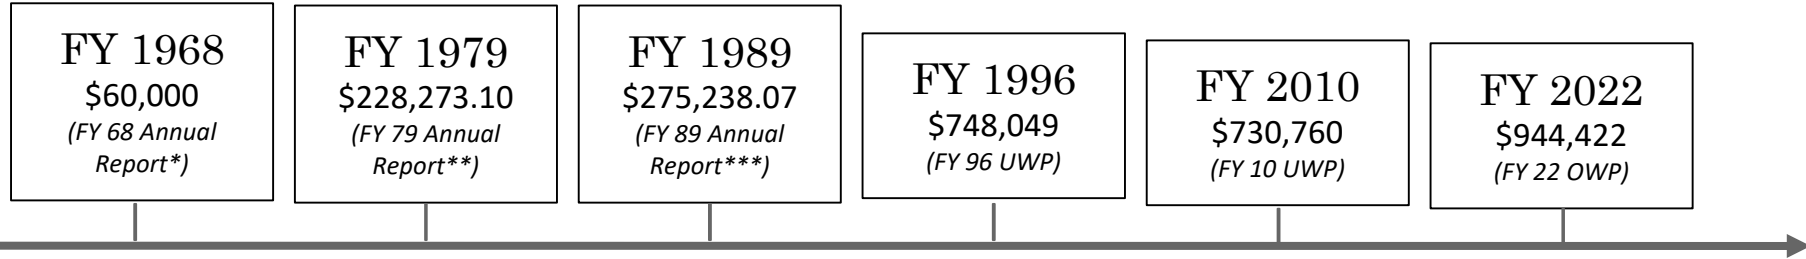 FY 1968
$60,000
(FY 68 Annual
Report*)
FY 1979
$228,273.10
(FY 79 Annual
Report**)
FY 1989
$275,238.07
(FY 89 Annual
Report***)
FY 1996
$748,049
(FY 96 UWP)
FY 2010
$730,760
(FY 10 UWP)
FY 2022
$944,422
(FY 22 OWP)